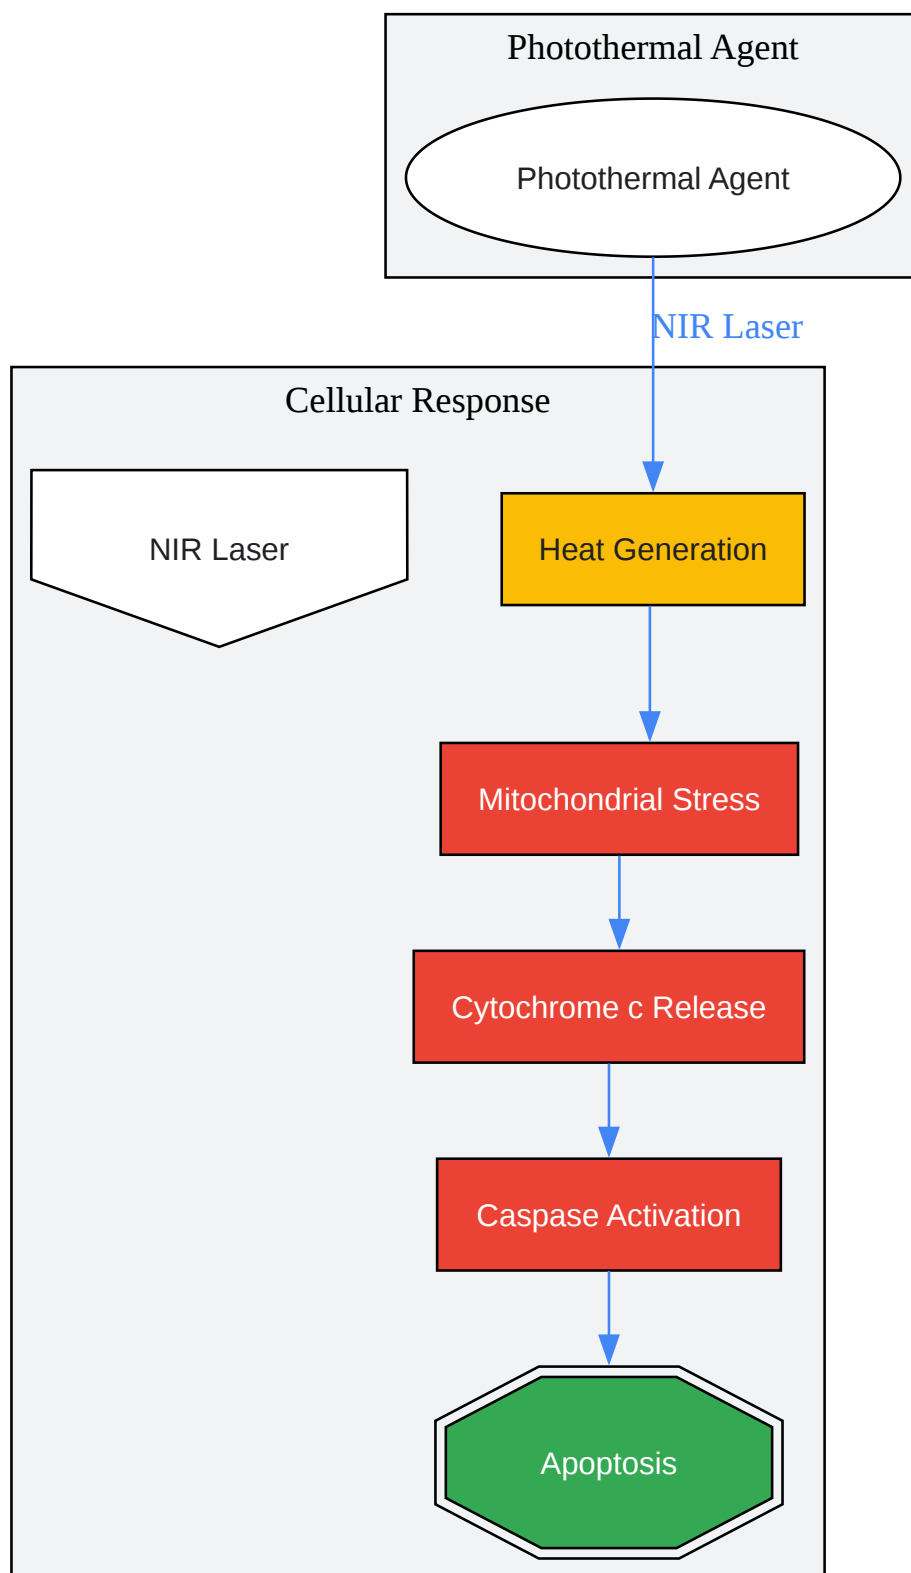 Photothermal Agent
Photothermal Agent
NIR Laser
Cellular Response
NIR Laser
Heat Generation
Mitochondrial Stress
Cytochrome c Release
Caspase Activation
Apoptosis